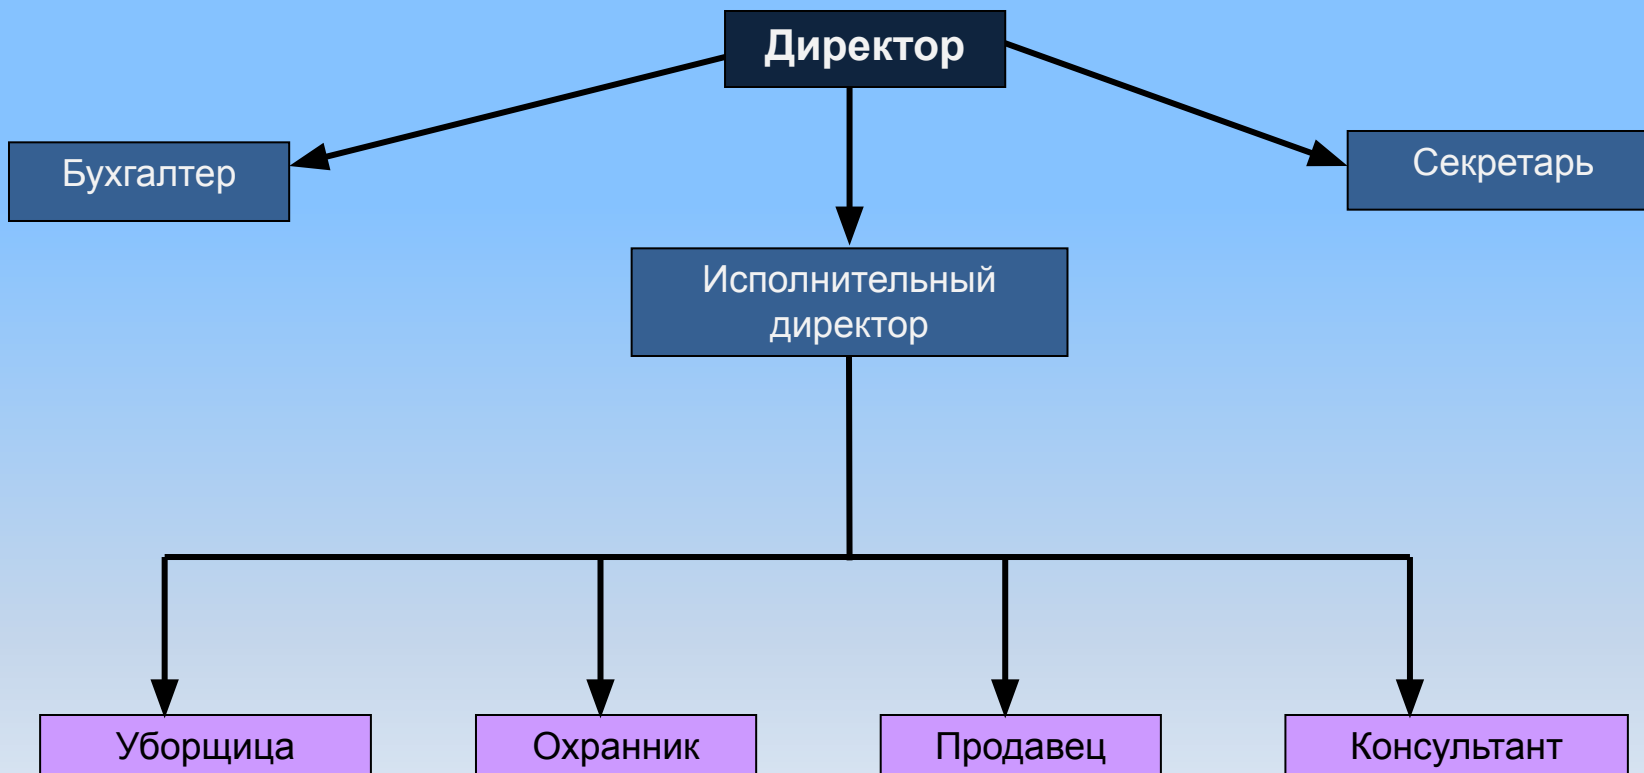 Директор
Бухгалтер
Секретарь
Исполнительный
директор
Уборщица
Охранник
Продавец
Консультант